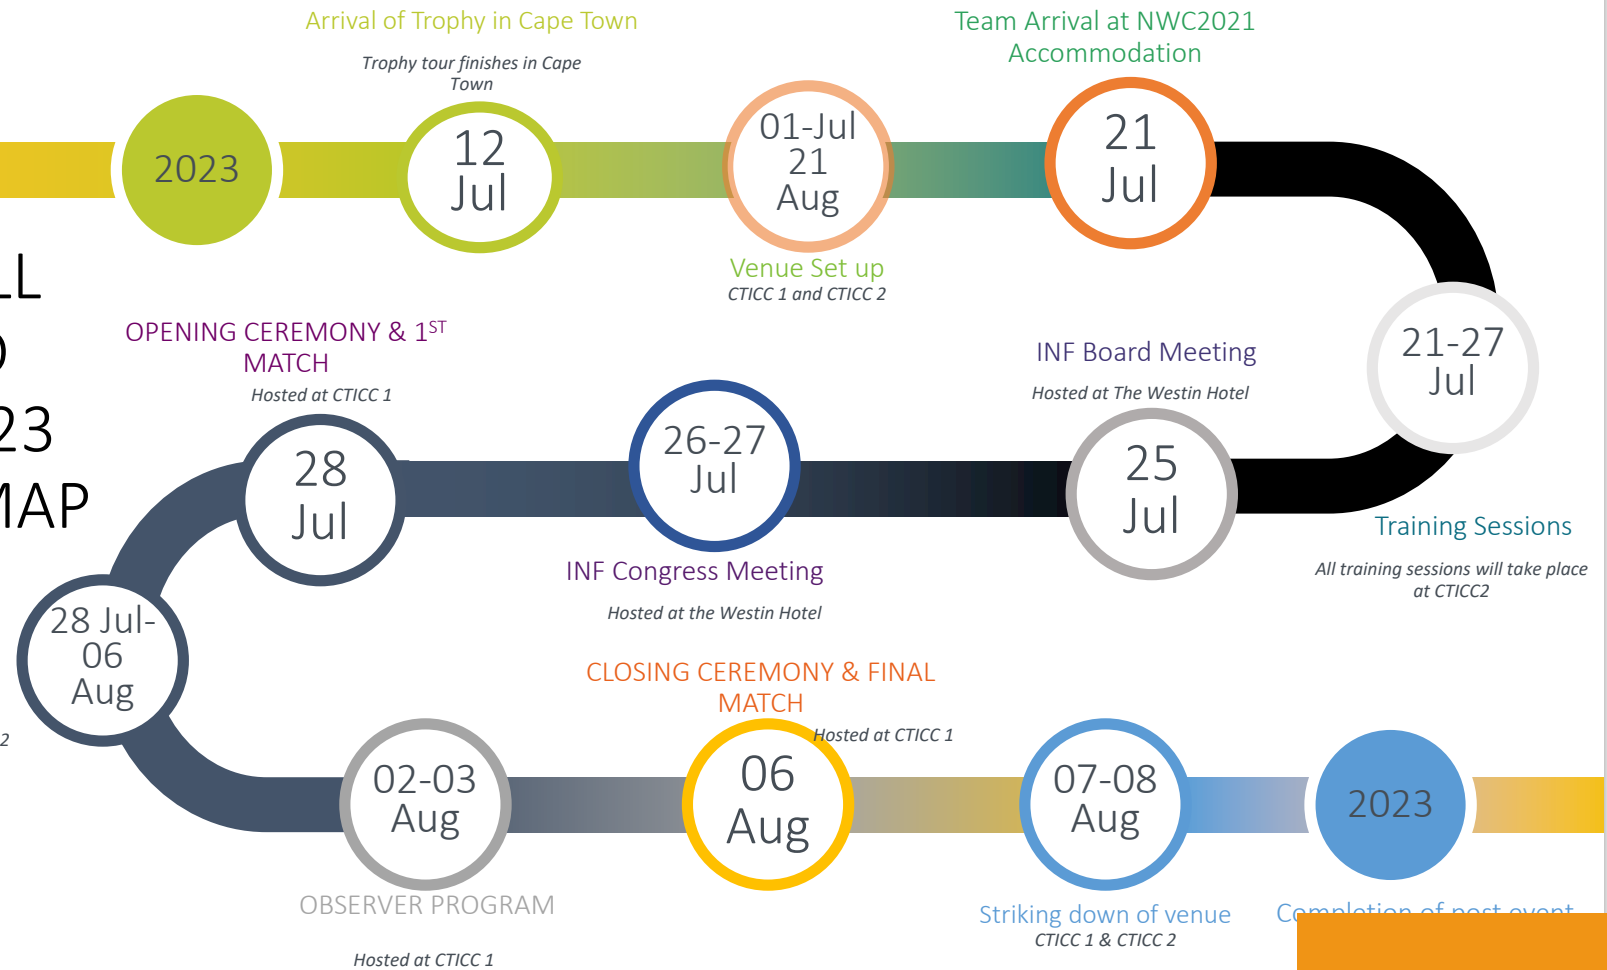 Arrival of Trophy in Cape Town
Trophy tour finishes in Cape
Town
Team Arrival at NWC2021
Accommodation
2023
12
Jul
01-Jul
21
Aug
21
Jul
Venue Set up
CTICC 1 and CTICC 2
21-27
Jul
Training Sessions
All training sessions will take place
at CTICC2
INF Board Meeting
Hosted at The Westin Hotel
25
Jul
26-27
Jul
INF Congress Meeting
Hosted at the Westin Hotel
OPENING CEREMONY & 1ST
MATCH
Hosted at CTICC 1
28
Jul
LL
23
MAP
28 Jul-
06
Aug
2
02-03
Aug
OBSERVER PROGRAM
Hosted at CTICC 1
CLOSING CEREMONY & FINAL
MATCH
Hosted at CTICC 1
06
Aug
07-08
Aug
Striking down of venue
CTICC 1 & CTICC 2
2023
Completion of post event